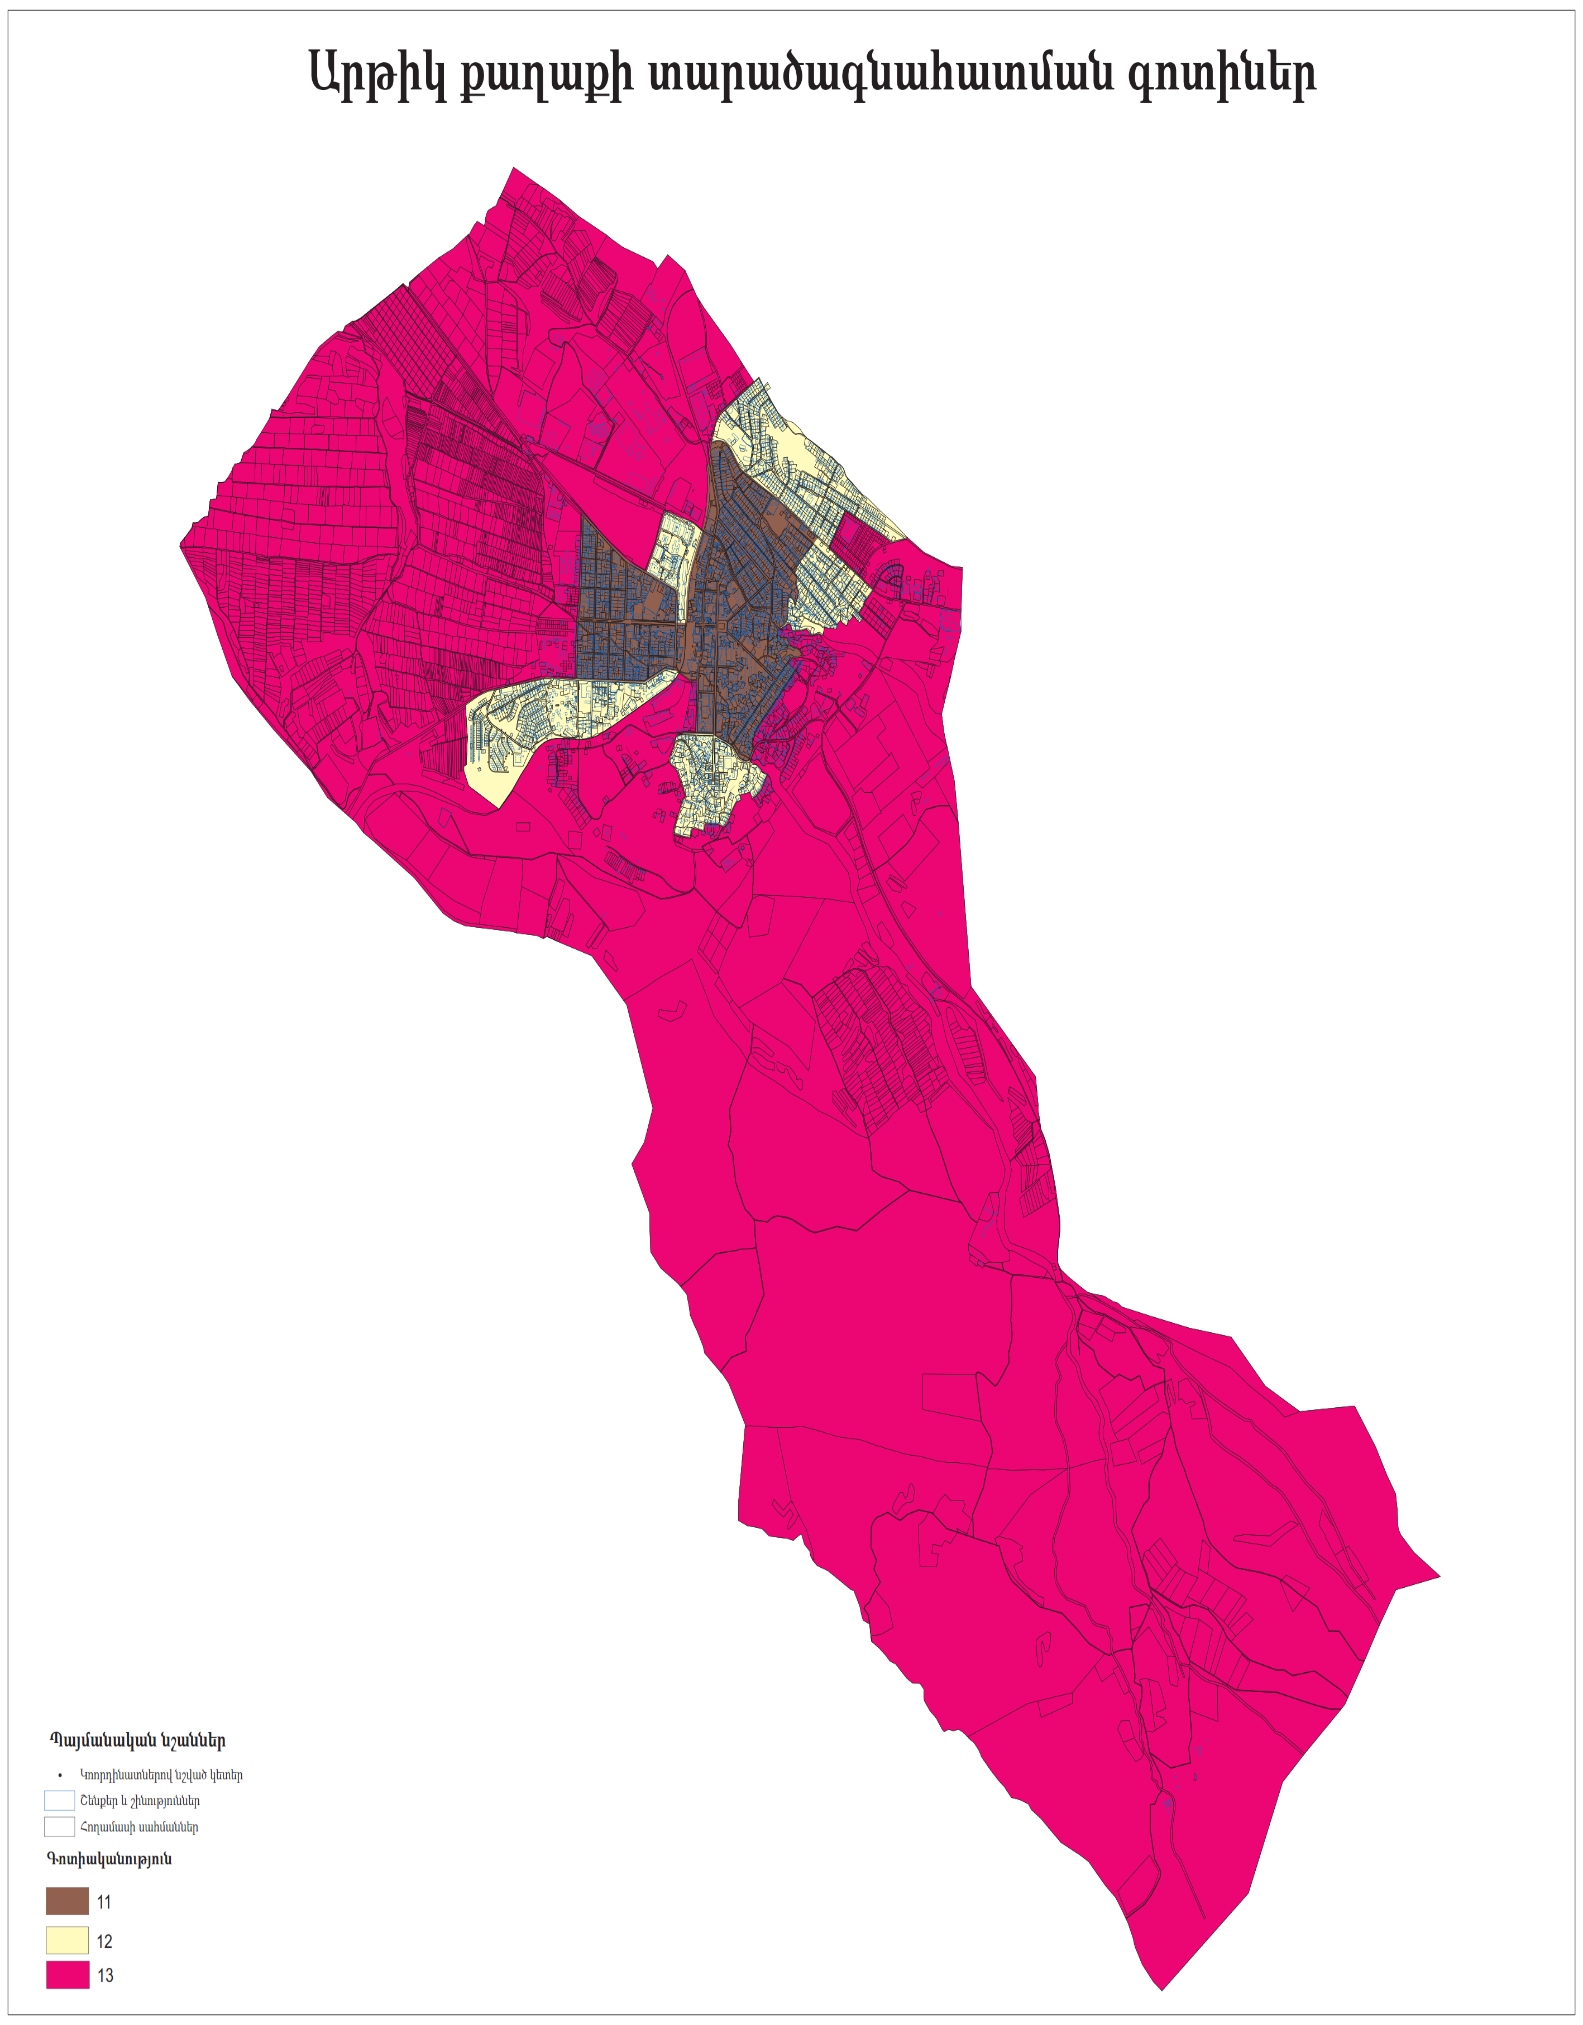 Արթիկ քաղաքի տարածագնահատման գոտիներ
Պայմանական նշաններ
Կոորդինատներով նշված կետեր
Շենքեր և շինություններ
Հողամասի սահմաններ
Գոտիականություն
11
12
13